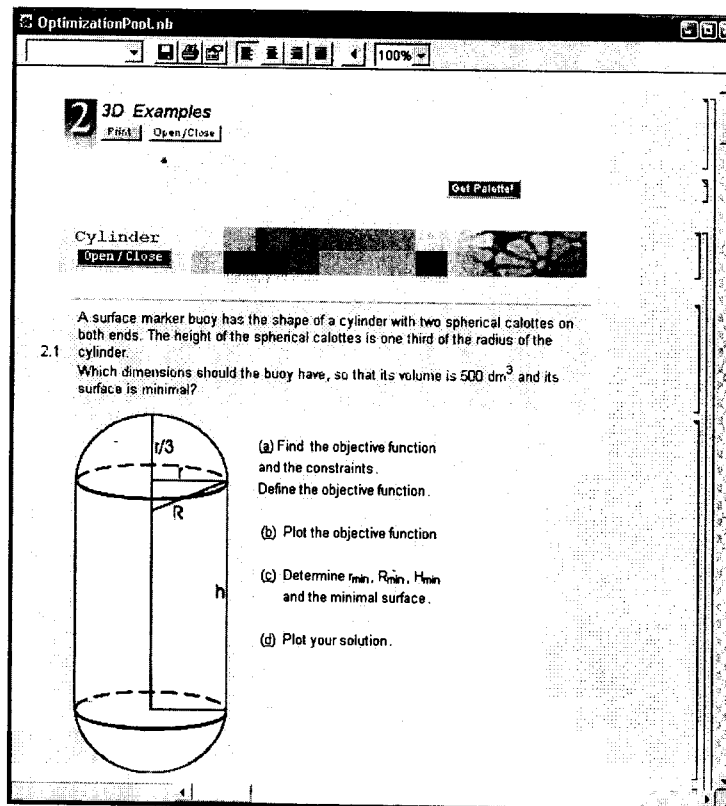 OptimizationPool.nb
100%
2
3D Examples
Print Open/Close
Get Palette!
Cylinder
Open / Close
A surface marker buoy has the shape of a cylinder with two spherical calottes on
both ends. The height of the spherical calottes is one third of the radius of the
2.1 cylinder.
Which dimensions should the buoy have, so that its volume is 500 dm³ and its
surface is minimal?
r/3
r
R
h
(a) Find the objective function
and the constraints.
Define the objective function.
(b) Plot the objective function
(c) Determine rmin, Rmin, Hmin
and the minimal surface.
(d) Plot your solution.